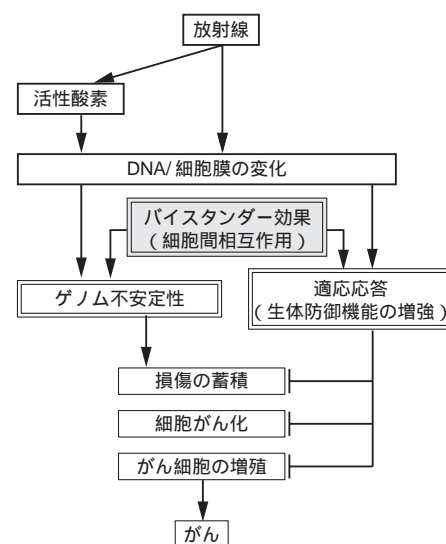 放射線
活性酸素
DNA/細胞膜の変化
バイスタンダー効果
(細胞間相互作用)
ゲノム不安定性
適応応答
(生体防御機能の増強)
損傷の蓄積
細胞がん化
がん細胞の増殖
がん